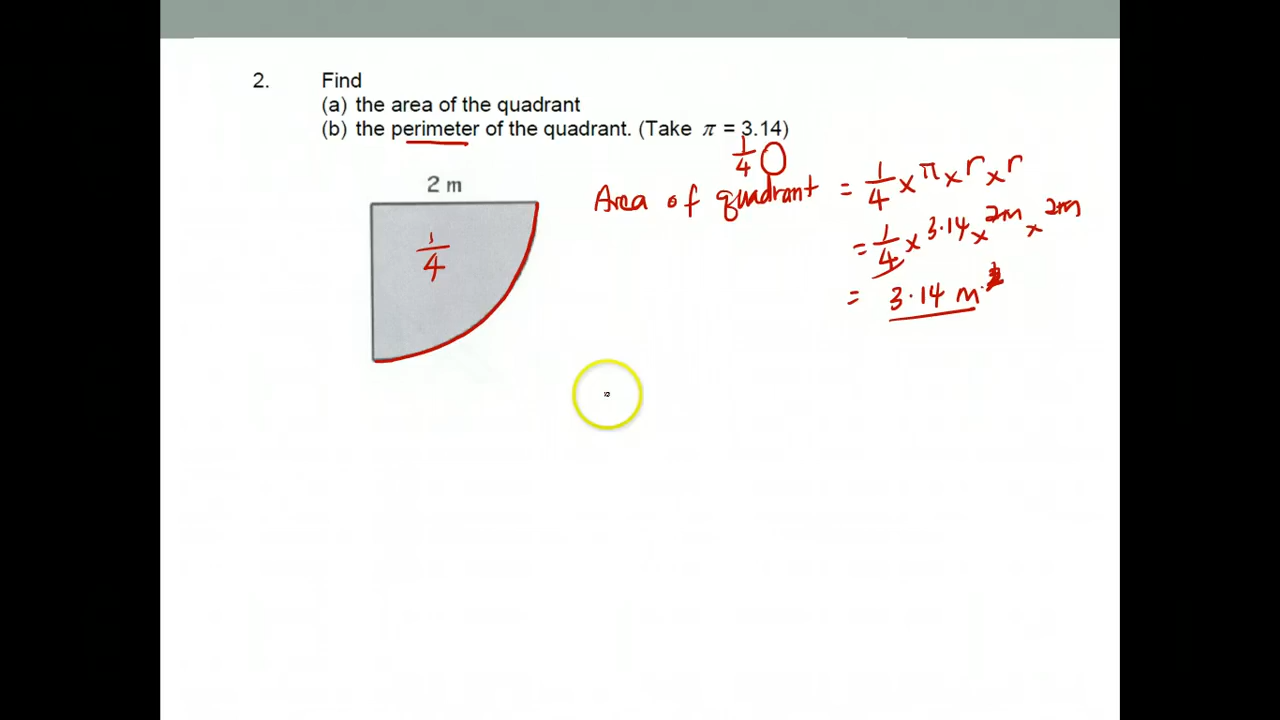 2. Find
(a) the area of the quadrant
(b) the perimeter of the quadrant. (Take π = 3.14)
2 m
1/4
1/4
Area of quadrant = 1/4 x π x r x r
= 1/4 x 3.14 x 2m x 2m
= 3.14 m²